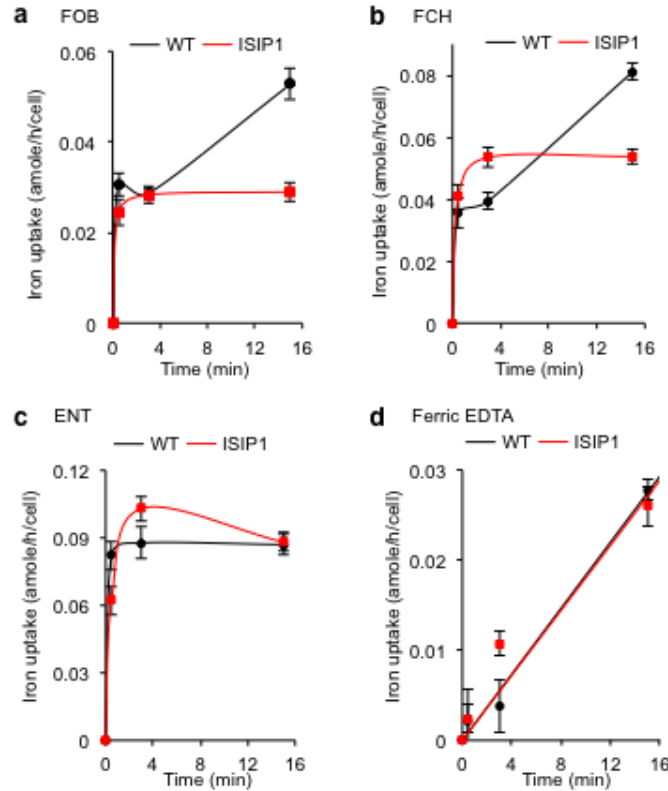 a FOB
WT ISIP1
Iron uptake (amole/h/cell)
0.06
0.04
0.02
0
0 4 8 12 16
Time (min)
b FCH
WT ISIP1
Iron uptake (amole/h/cell)
0.08
0.06
0.04
0.02
0
0 4 8 12 16
Time (min)
c ENT
WT ISIP1
Iron uptake (amole/h/cell)
0.12
0.09
0.06
0.03
0
0 4 8 12 16
Time (min)
d Ferric EDTA
WT ISIP1
Iron uptake (amole/h/cell)
0.03
0.02
0.01
0.00
0 4 8 12 16
Time (min)